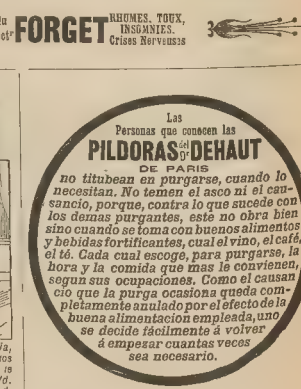 FORGET RHUMES, TOUX,
INSOMNIES,
Crises Nerveuses
Las
Personas que conocen las
PILDORAS del Dr DEHAUT
DE PARIS
no titubean en purgarse, cuando lo
necesitan. No temen el asco ni el cau-
sancio, porque, contra lo que sucede con
los demas purgantes, este no obra bien
sino cuando se toma con buenos alimentos
y bebidas fortificantes, cual el vino, el café,
el té. Cada cual escoge, para purgarse, la
hora y la comida que mas le convienen,
segun sus ocupaciones. Como el causan
cio que la purga ocasiona queda com-
pletamente anulado por el efecto de la
buena alimentacion empleada, uno
se decide fácilmente á volver
á empezar cuantas veces
sea necesario.